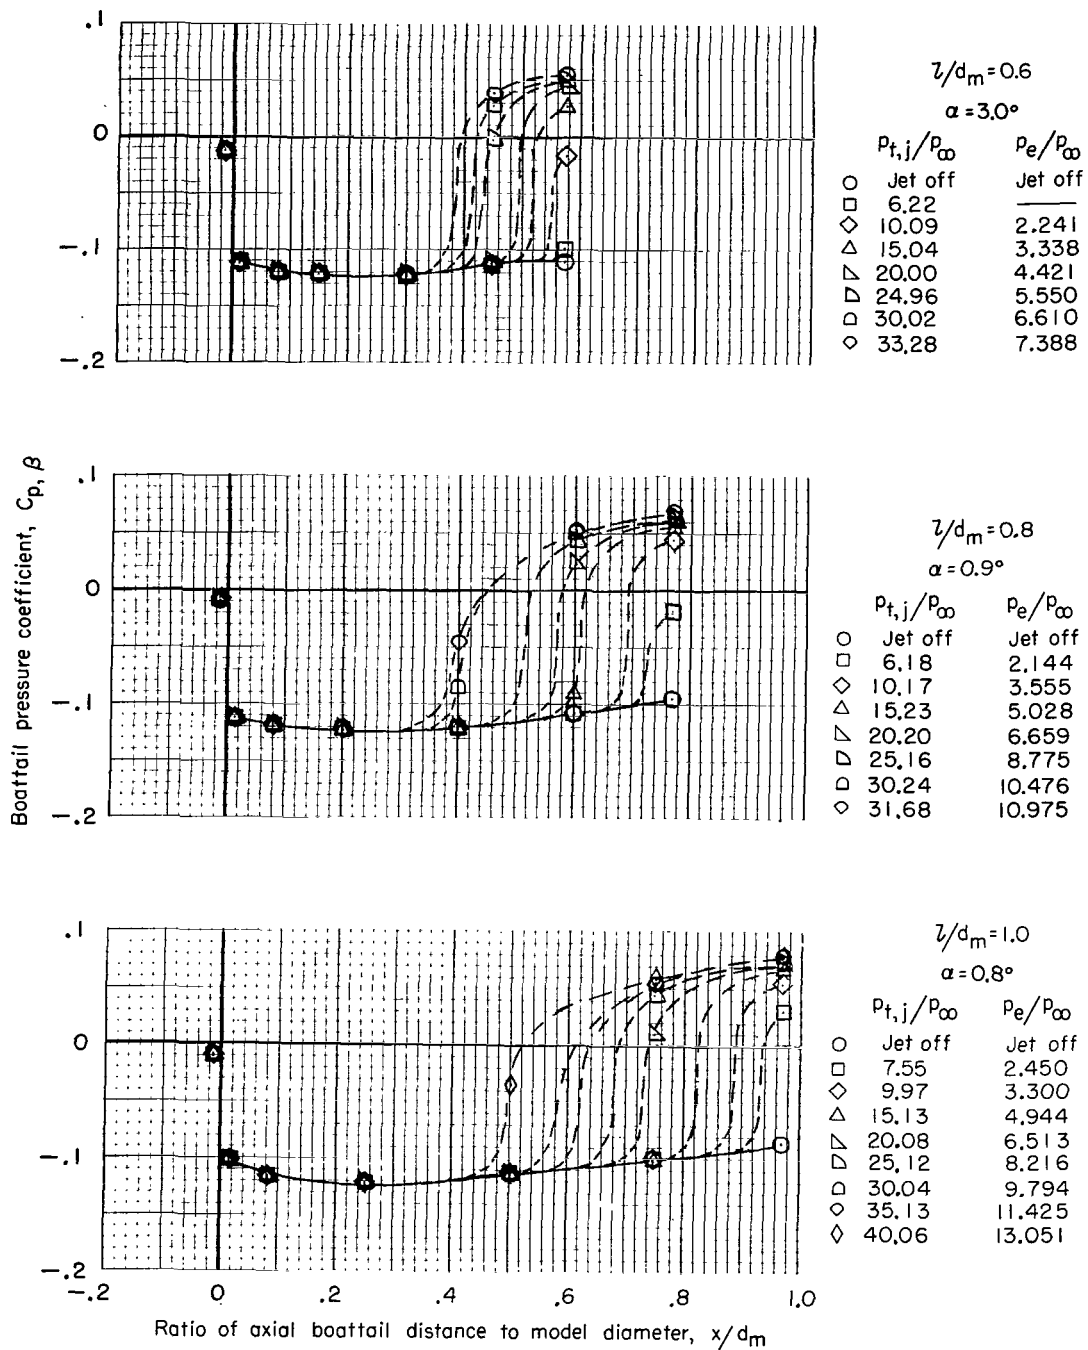 .1
0
-.1
-.2
l/dm=0.6
α=3.0°
pt,j/p∞ pe/p∞
Jet off Jet off
6.22 ——
10.09 2.241
15.04 3.338
20.00 4.421
24.96 5.550
30.02 6.610
33.28 7.388
Boattail pressure coefficient, Cp,β
.1
0
-.1
-.2
l/dm=0.8
α=0.9°
pt,j/p∞ pe/p∞
Jet off Jet off
6.18 2.144
10.17 3.555
15.23 5.028
20.20 6.659
25.16 8.775
30.24 10.476
31.68 10.975
.1
0
-.1
-.2
l/dm=1.0
α=0.8°
pt,j/p∞ pe/p∞
Jet off Jet off
7.55 2.450
9.97 3.300
15.13 4.944
20.08 6.513
25.12 8.216
30.04 9.794
35.13 11.425
40.06 13.051
-.2 0 .2 .4 .6 .8 1.0
Ratio of axial boattail distance to model diameter, x/dm